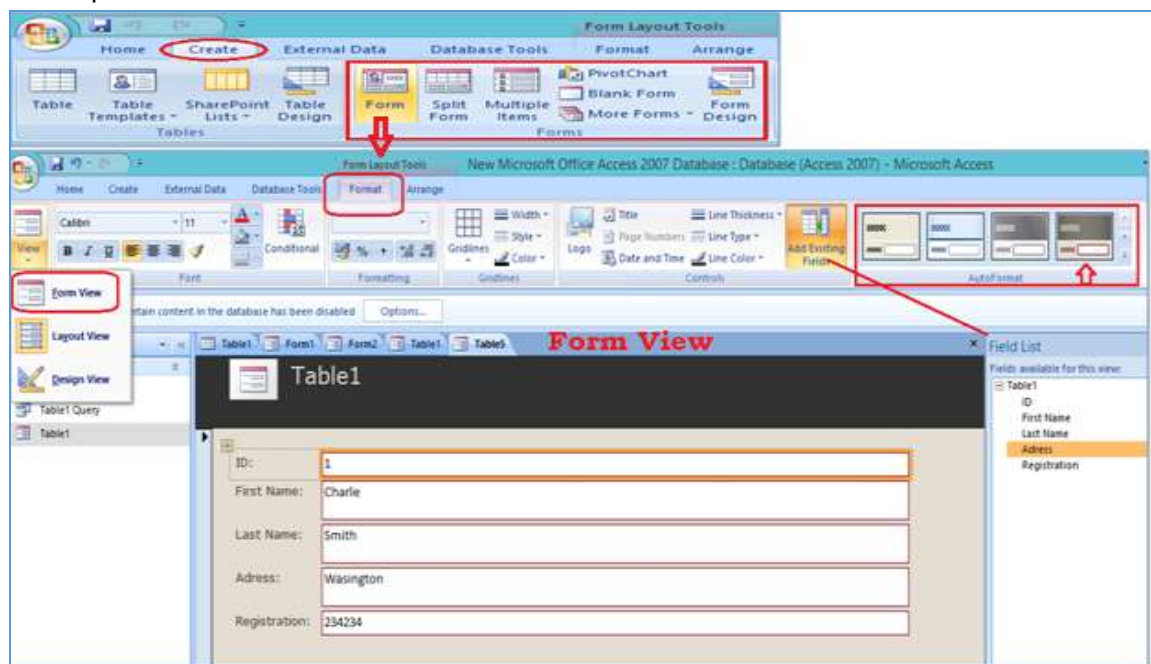 Form Layout Tools
Home Create External Data Database Tools Format Arrange
PivotChart
Blank Form
More Forms
Table Table Templates SharePoint Lists Table Design Form Split Form Multiple Items Form Design
Tables Forms
Form Layout Tools New Microsoft Office Access 2007 Database : Database (Access 2007) - Microsoft Access
Home Create External Data Database Tools Format Arrange
Calibri 11 Width Title Line Thickness
View Conditional Gridlines Style Logo Page Numbers Line Type Add Existing Fields
B I U % Color Date and Time Line Color
Font Formatting Gridlines Controls AutoFormat
Form View
Layout View
Design View
content in the database has been disabled Options...
Table1 Form1 Form2 Table1 Table5 Form View
Field List
Fields available for this view:
Table1
ID
First Name
Last Name
Adress
Registration
Table1 Query
Table1
Table1
ID: 1
First Name: Charlie
Last Name: Smith
Adress: Wasington
Registration: 234234